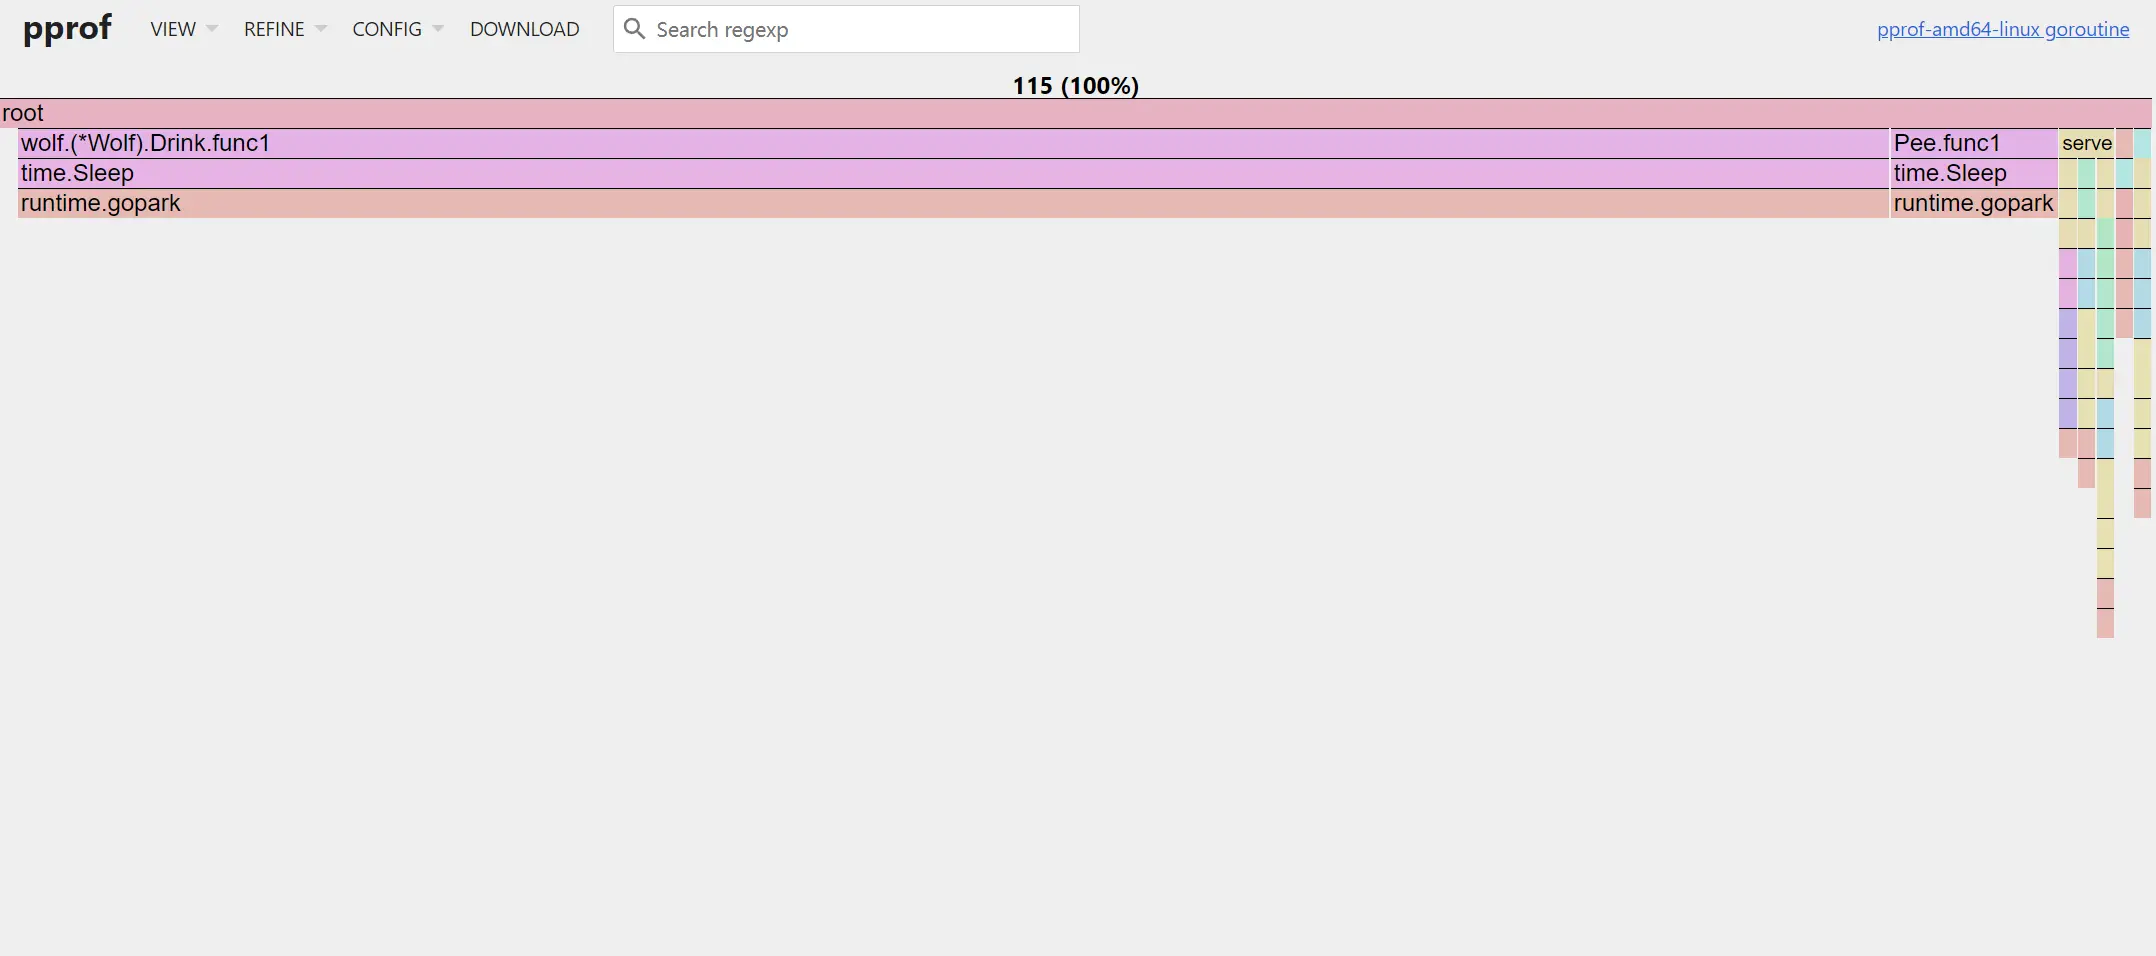 pprof VIEW REFINE CONFIG DOWNLOAD Search regexp pprof-amd64-linux goroutine
115 (100%)
root
wolf.(*Wolf).Drink.func1 Pee.func1 serve
time.Sleep time.Sleep
runtime.gopark runtime.gopark